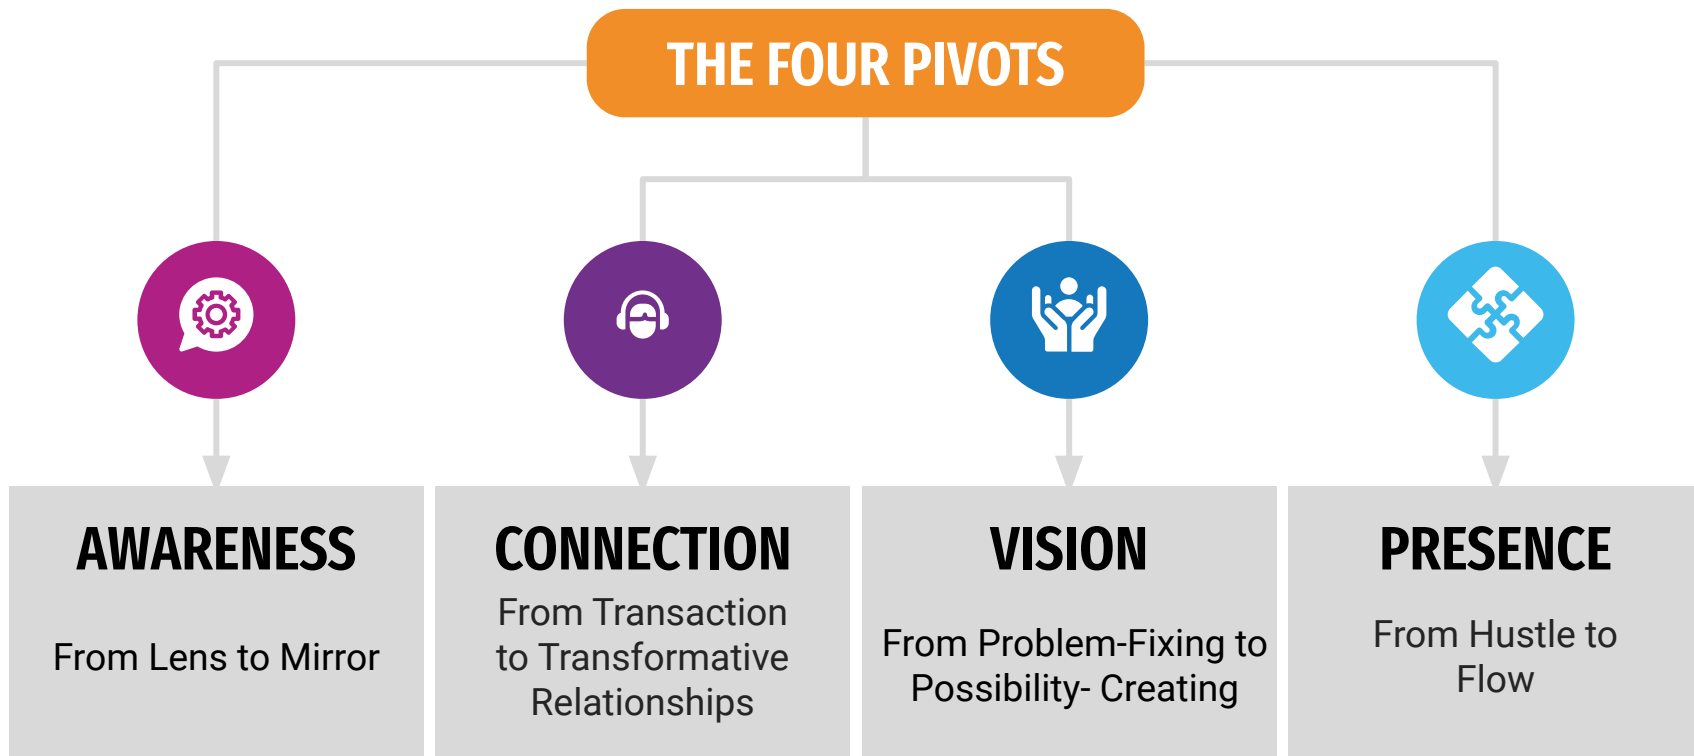 THE FOUR PIVOTS
AWARENESS
From Lens to Mirror
CONNECTION
From Transaction
to Transformative
Relationships
VISION
From Problem-Fixing to
Possibility- Creating
PRESENCE
From Hustle to
Flow